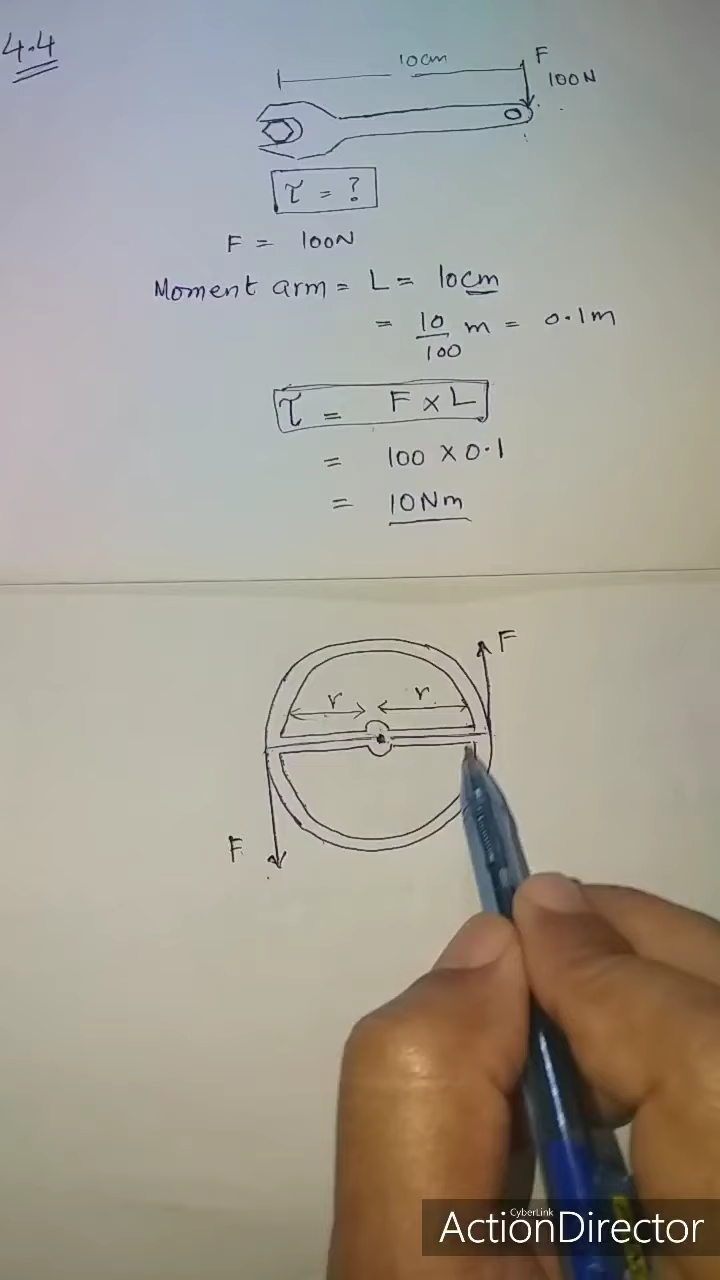 4.4
10cm
F
100N
τ = ?
F = 100N
Moment arm = L = 10cm
= 10/100 m = 0.1m
τ = F × L
= 100 × 0.1
= 10Nm
F
r r
F
CyberLink
ActionDirector